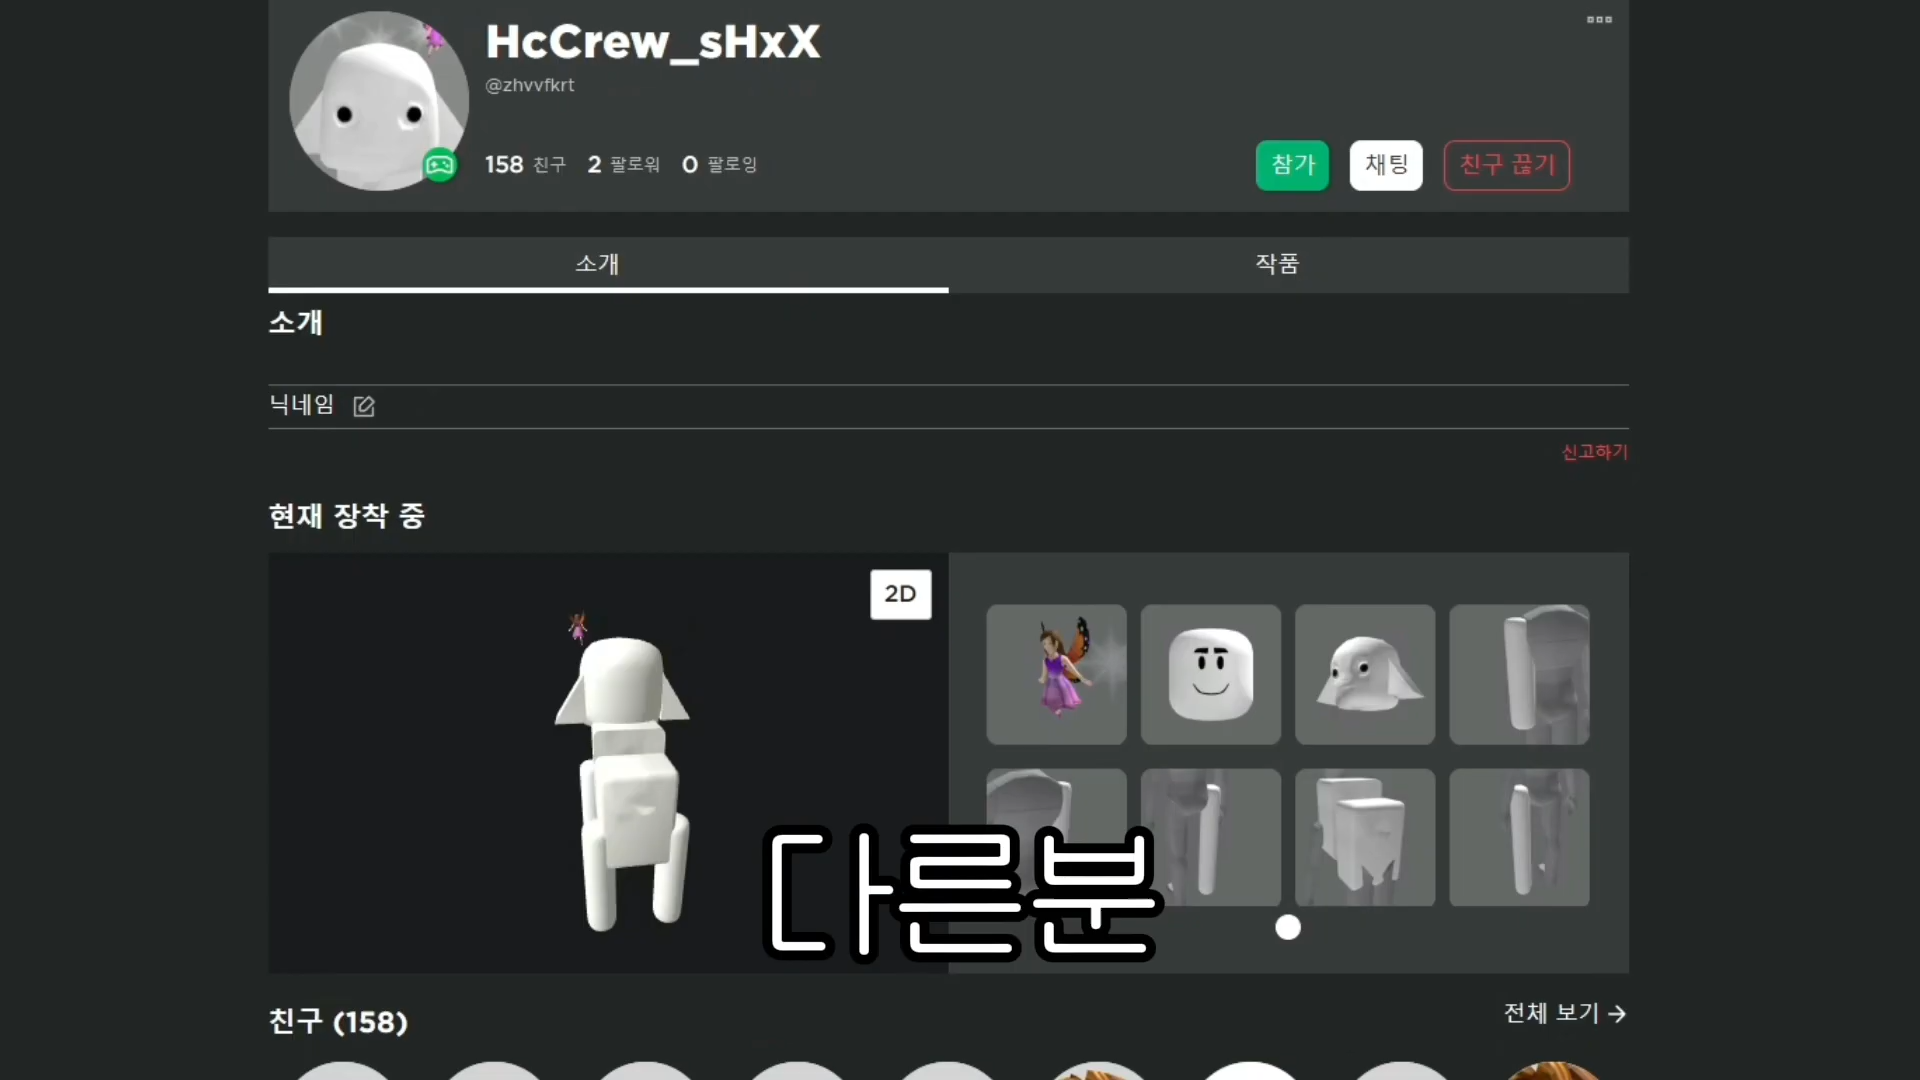 HcCrew_sHxX
@zhvvfkrt
158 친구 2 팔로워 0 팔로잉
참가 채팅 친구 끊기
소개 작품
소개
닉네임
신고하기
현재 장착 중
2D
다른분
친구 (158)
전체 보기